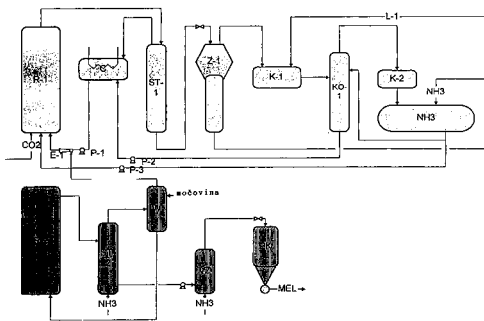 L-1
R-1
Z-1
ST-
1
K-1
KO-
1
K-2
NH3
NH3
CO2
E-1
P-1
P-2
P-3
močovina
NH3
NH3
MEL